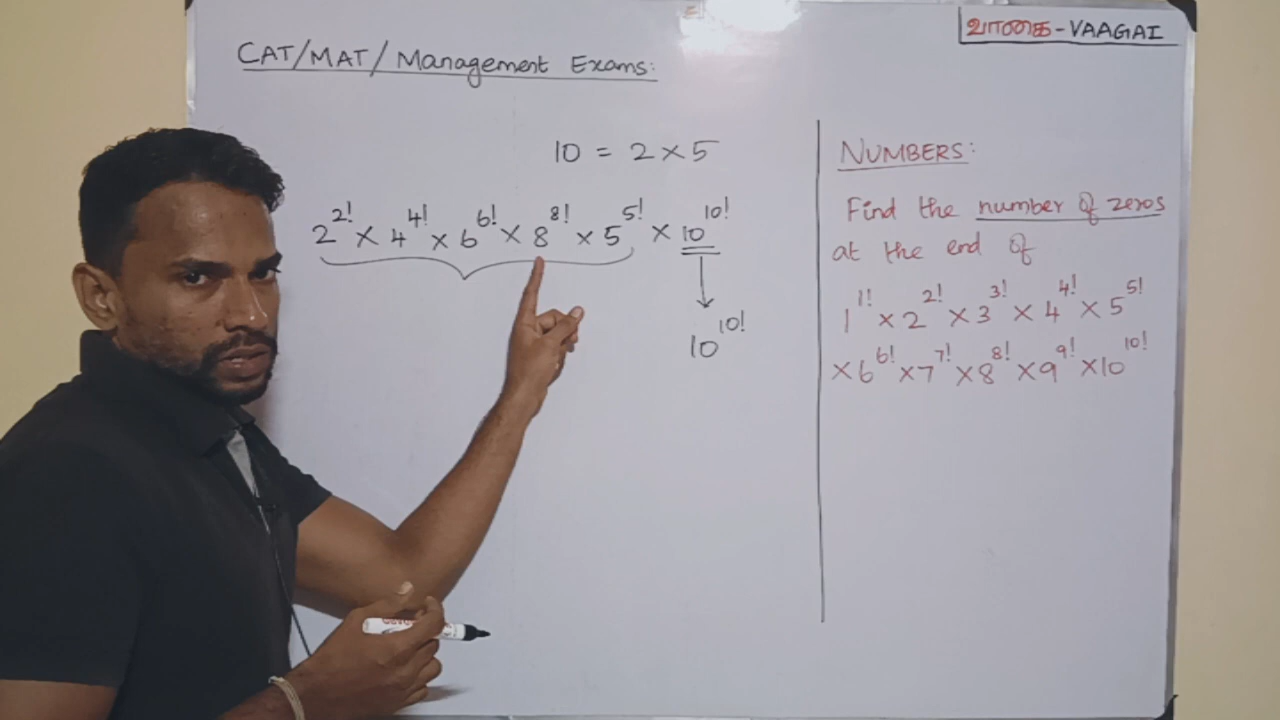 வாகை - VAAGAI
CAT/MAT/Management Exams:
10 = 2 × 5
2^2! × 4^4! × 6^6! × 8^8! × 5^5! × 10^10!
10^10!
NUMBERS:
Find the number of zeros
at the end of
1^1! × 2^2! × 3^3! × 4^4! × 5^5!
× 6^6! × 7^7! × 8^8! × 9^9! × 10^10!